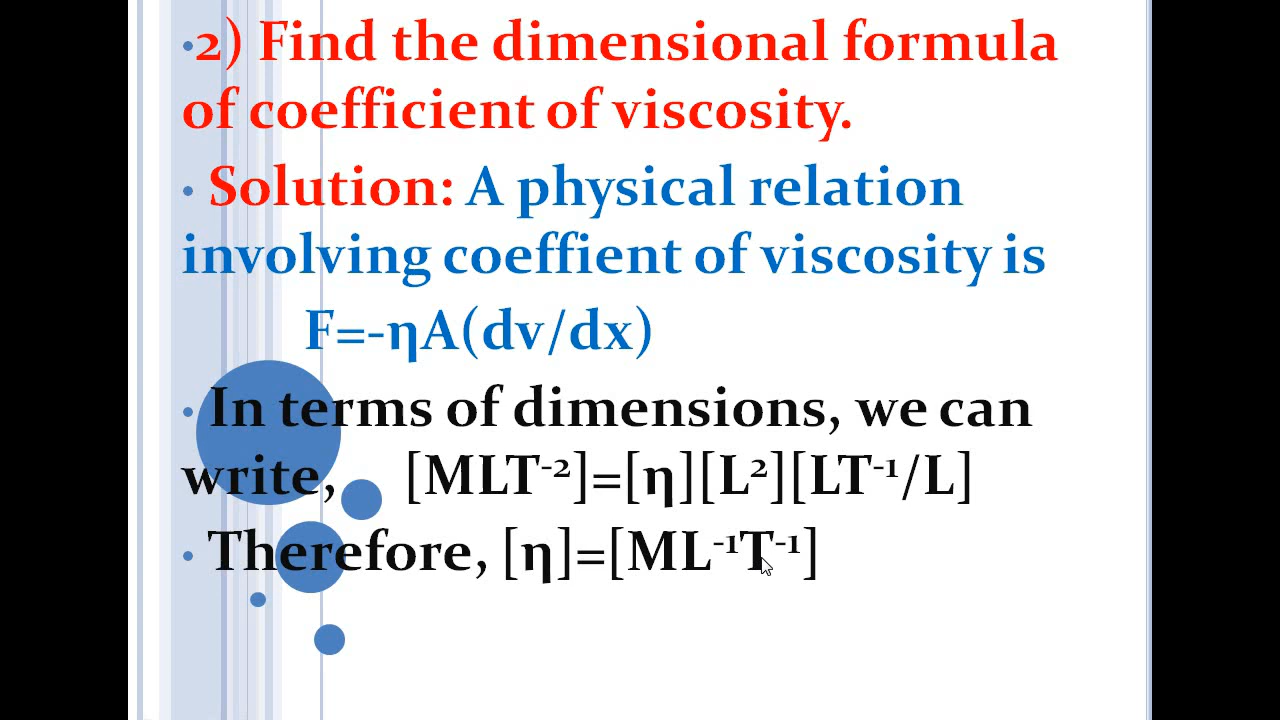 •2) Find the dimensional formula
of coefficient of viscosity.
• Solution: A physical relation
involving coeffient of viscosity is
F=-ηA(dv/dx)
• In terms of dimensions, we can
write, [MLT⁻²]=[η][L²][LT⁻¹/L]
• Therefore, [η]=[ML⁻¹T⁻¹]